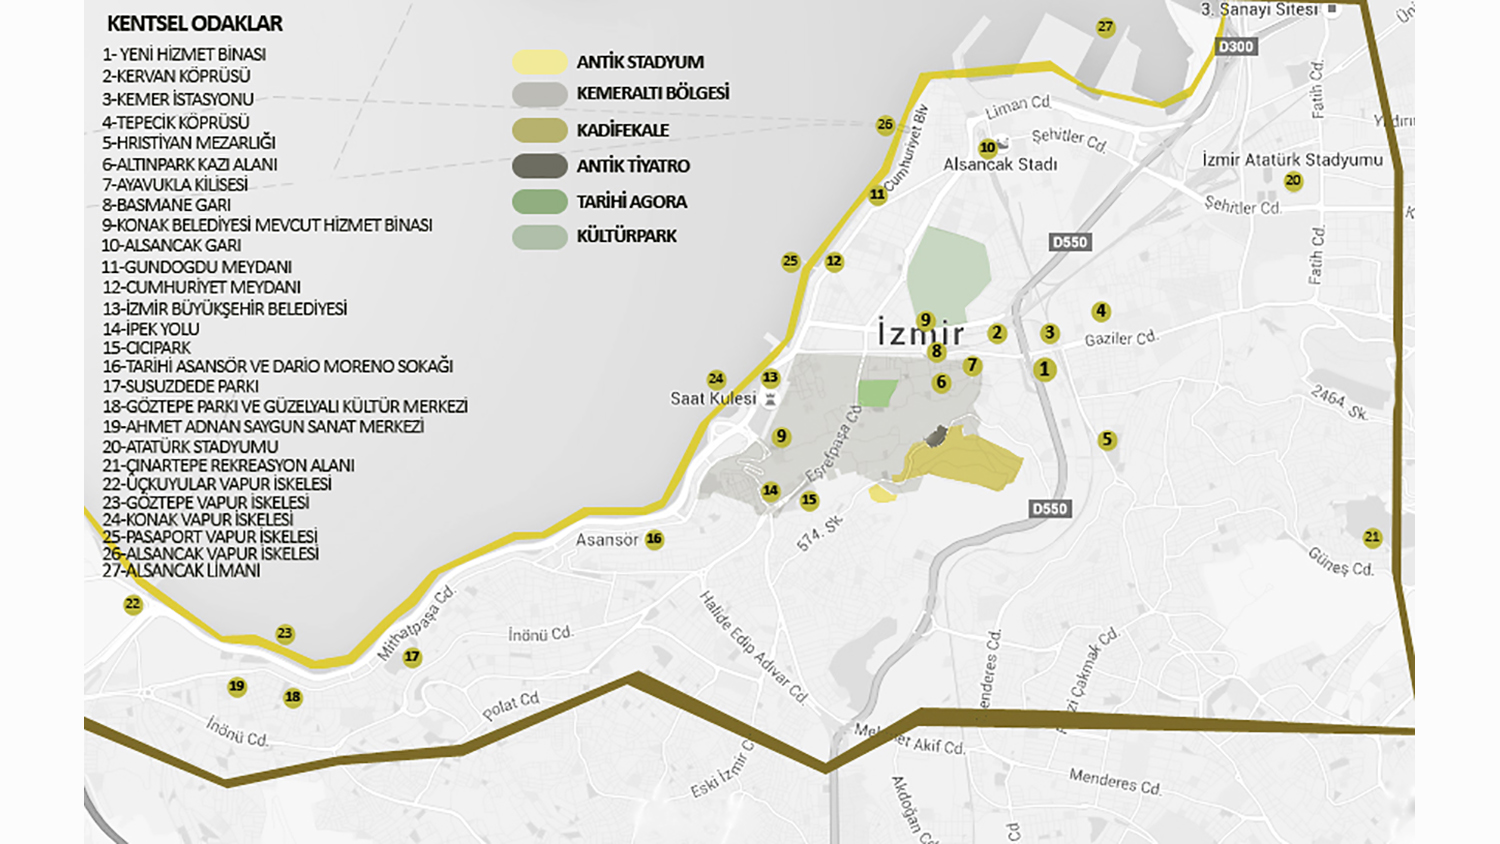 KENTSEL ODAKLAR
1- YENİ HİZMET BİNASI
2-KERVAN KÖPRÜSÜ
3-KEMER İSTASYONU
4-TEPECİK KÖPRÜSÜ
5-HRİSTİYAN MEZARLIĞI
6-ALTINPARK KAZI ALANI
7-AYAVUKLA KİLİSESİ
8-BASMANE GARI
9-KONAK BELEDİYESİ MEVCUT HİZMET BİNASI
10-ALSANCAK GARI
11-GUNDOGDU MEYDANI
12-CUMHURİYET MEYDANI
13-İZMİR BÜYÜKŞEHİR BELEDİYESİ
14-İPEK YOLU
15-CICIPARK
16-TARİHİ ASANSÖR VE DARİO MORENO SOKAĞI
17-SUSUZDEDE PARKI
18-GÖZTEPE PARKI VE GÜZELYALI KÜLTÜR MERKEZİ
19-AHMET ADNAN SAYGUN SANAT MERKEZİ
20-ATATÜRK STADYUMU
21-ÇINARTEPE REKREASYON ALANI
22-ÜÇKUYULAR VAPUR İSKELESİ
23-GÖZTEPE VAPUR İSKELESİ
24-KONAK VAPUR İSKELESİ
25-PASAPORT VAPUR İSKELESİ
26-ALSANCAK VAPUR İSKELESİ
27-ALSANCAK LIMANI
ANTİK STADYUM
KEMERALTI BÖLGESİ
KADİFEKALE
ANTİK TİYATRO
TARİHİ AGORA
KÜLTÜRPARK
27
3. Sanayi Sitesi
D300
Fatih Cd.
Liman Cd.
Şehitler Cd.
26
Cumhuriyet Blv
10
Alsancak Stadı
İzmir Atatürk Stadyumu
20
11
Şehitler Cd.
D550
Fatih Cd.
25
12
9
İzmir
2
3
4
Gaziler Cd.
8
7
1
6
24
13
Saat Kulesi
2464. Sk.
9
Eşrefpaşa Cd
5
14
15
D550
574. Sk.
Asansör
16
21
Güneş Cd.
22
23
Mithatpaşa Cd.
İnönü Cd.
17
Halide Edip Adıvar Cd.
19
18
Polat Cd
İnönü Cd.
Çakmak Cd.
Akif Cd.
Eski İzmir
Menderes Cd.
Akdoğan
Cd